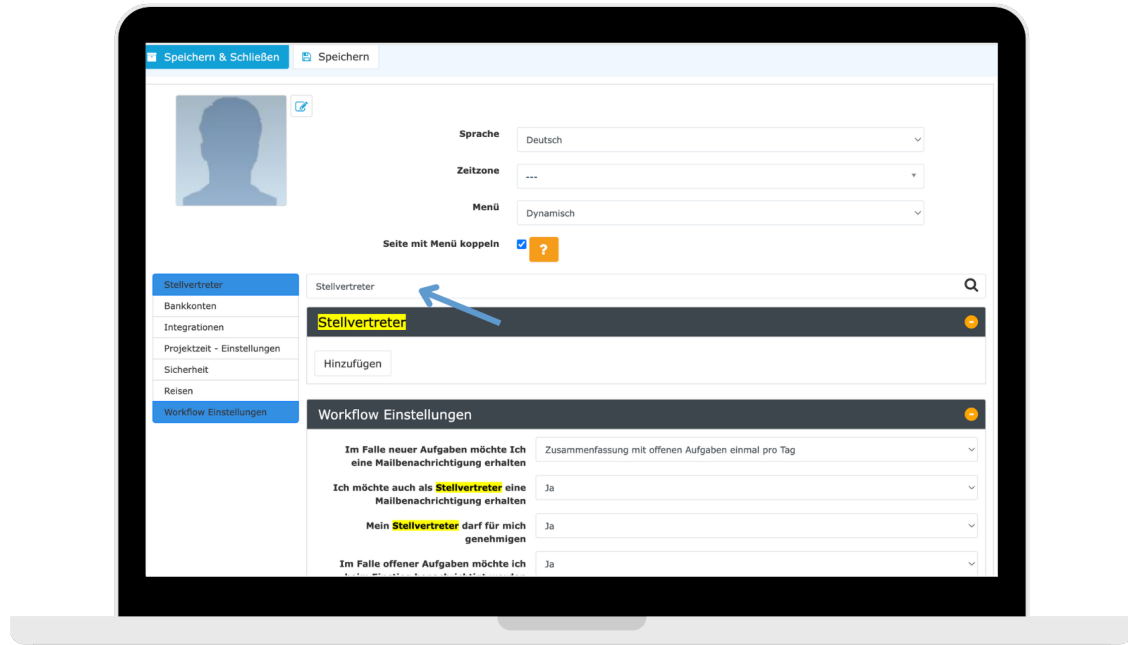 Speichern & Schließen
Speichern
Sprache
Deutsch
Zeitzone
---
Menü
Dynamisch
Seite mit Menü koppeln
?
Stellvertreter
Bankkonten
Integrationen
Projektzeit - Einstellungen
Sicherheit
Reisen
Workflow Einstellungen
Stellvertreter
Stellvertreter
Hinzufügen
Workflow Einstellungen
Im Falle neuer Aufgaben möchte Ich
eine Mailbenachrichtigung erhalten
Zusammenfassung mit offenen Aufgaben einmal pro Tag
Ich möchte auch als Stellvertreter eine
Mailbenachrichtigung erhalten
Ja
Mein Stellvertreter darf für mich
genehmigen
Ja
Im Falle offener Aufgaben möchte ich
Ja